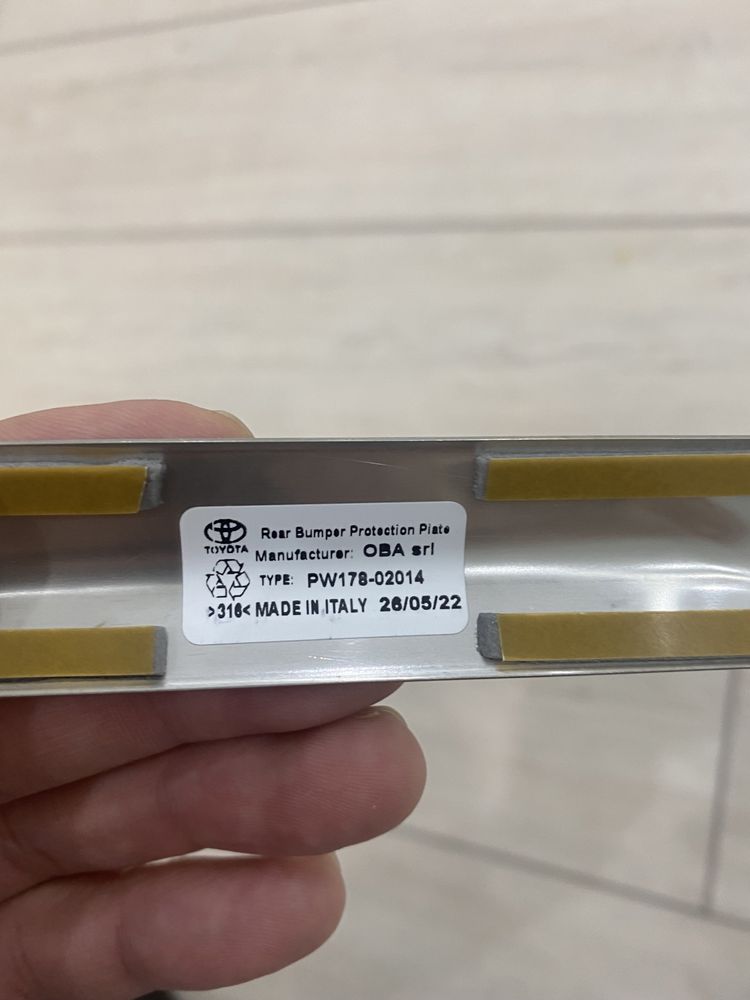 Rear Bumper Protection Plate
TOYOTA
Manufacturer: OBA srl
TYPE: PW178-02014
>316< MADE IN ITALY 26/05/22